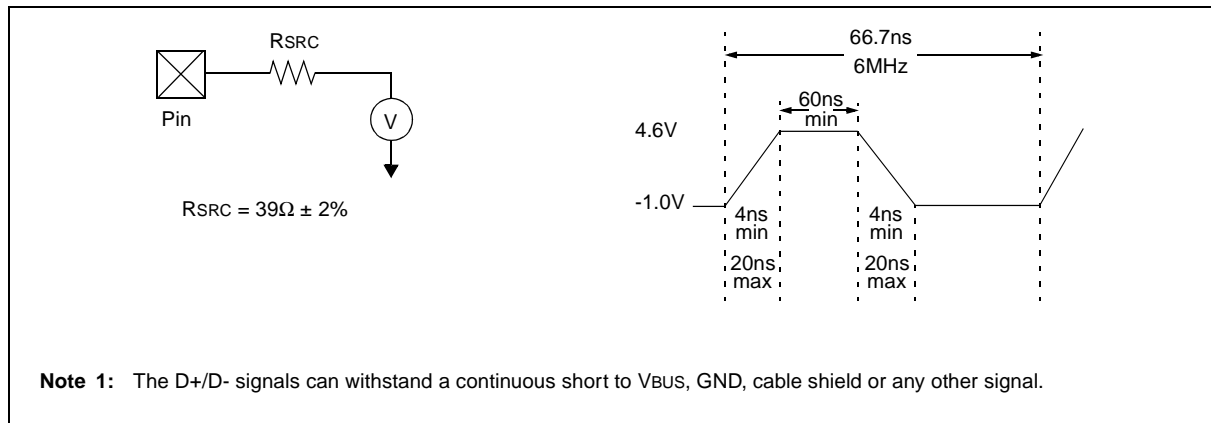 RSRC
Pin
V
RSRC = 39Ω ± 2%
66.7ns
6MHz
60ns
min
4.6V
-1.0V
4ns
min
20ns
max
4ns
min
20ns
max
Note 1: The D+/D- signals can withstand a continuous short to VBUS, GND, cable shield or any other signal.